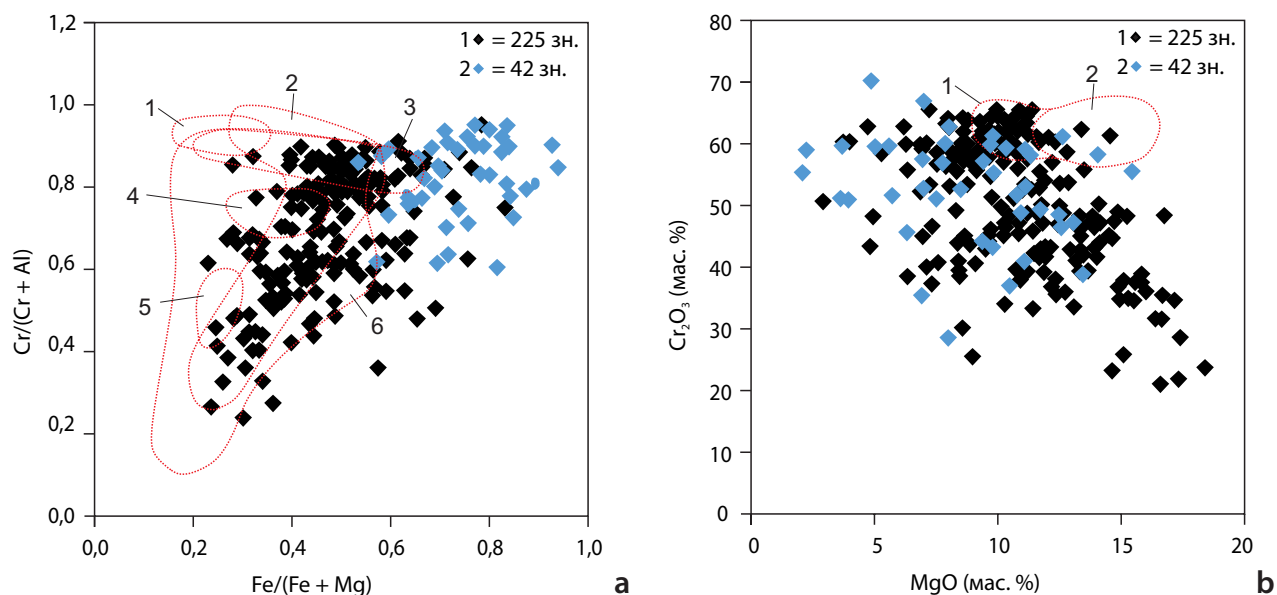 1,2
1,0
0,8
0,6
0,4
0,2
0,0
0,0 0,2 0,4 0,6 0,8 1,0
Cr/(Cr + Al)
Fe/(Fe + Mg)
1 = 225 зн.
2 = 42 зн.
1
2
3
4
5
6
a
80
70
60
50
40
30
20
10
0
0 5 10 15 20
Cr₂O₃ (мас. %)
MgO (мас. %)
1 = 225 зн.
2 = 42 зн.
1
2
b